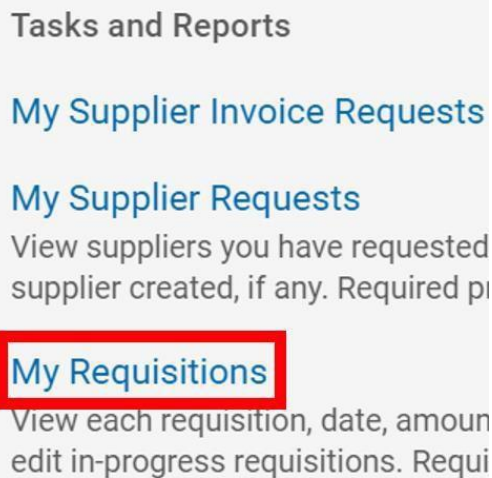 Tasks and Reports
My Supplier Invoice Requests
My Supplier Requests
View suppliers you have requested
supplier created, if any. Required
My Requisitions
View each requisition, date,
edit in-progress requisitions.